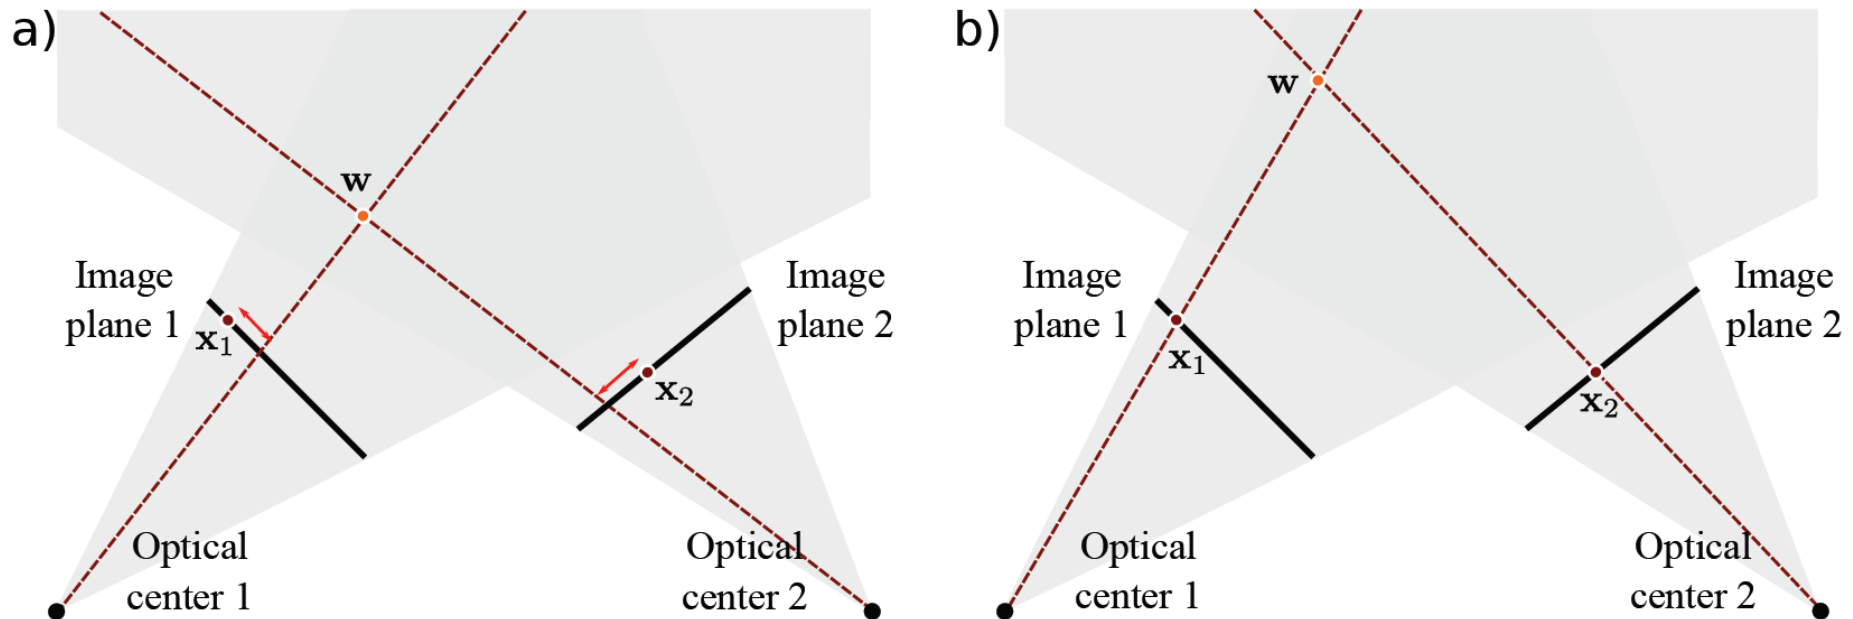 a)
w
Image
plane 1
x₁
Image
plane 2
x₂
Optical
center 1
Optical
center 2
b)
w
Image
plane 1
x₁
Image
plane 2
x₂
Optical
center 1
Optical
center 2